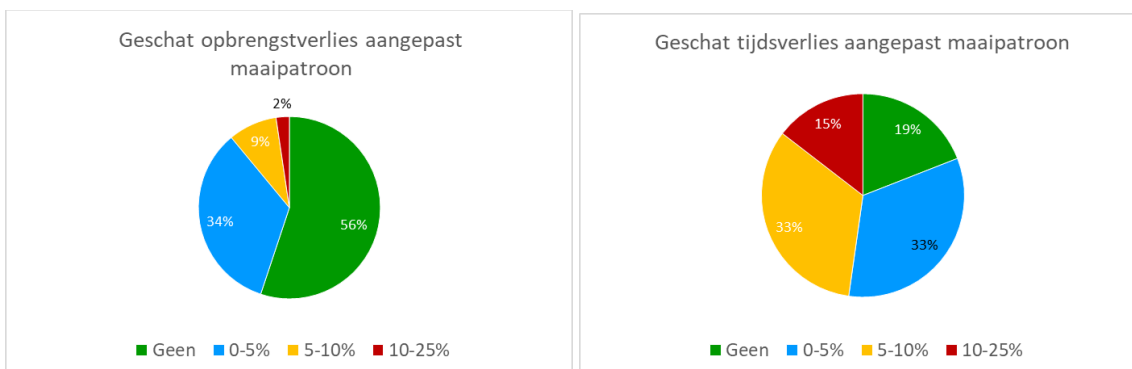 Geschat opbrengstverlies aangepast
maaipatroon
2%
9%
34%
56%
Geen 0-5% 5-10% 10-25%
Geschat tijdsverlies aangepast maaipatroon
15%
19%
33%
33%
Geen 0-5% 5-10% 10-25%